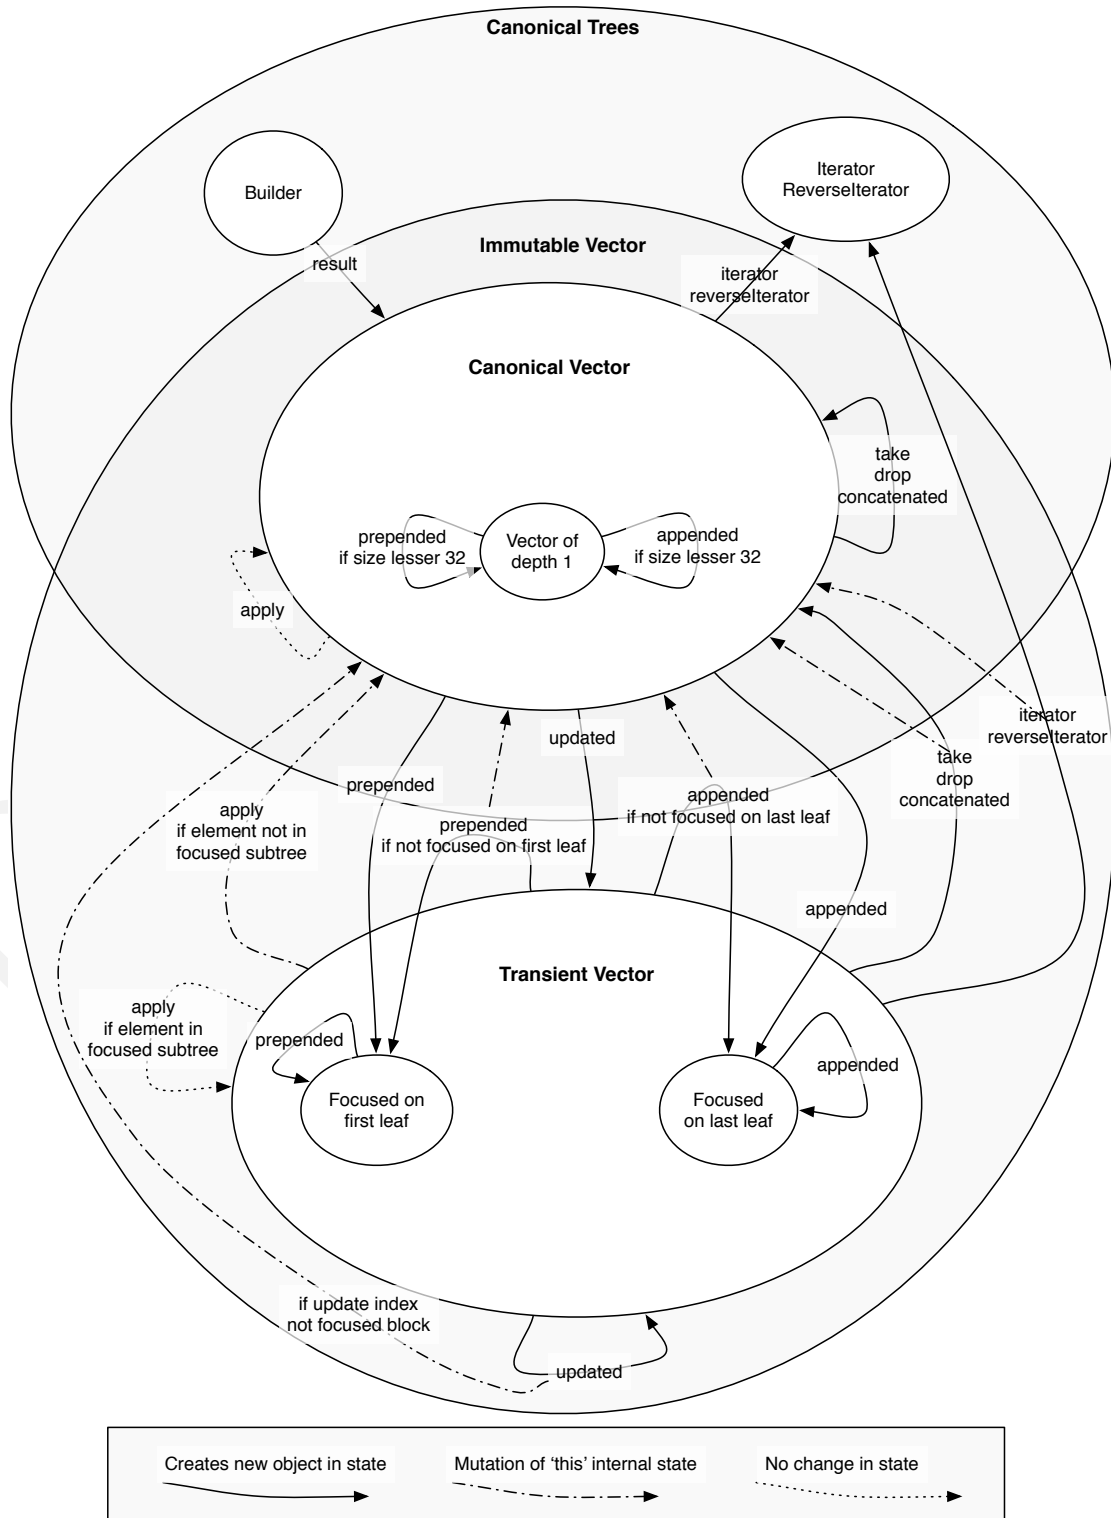 Canonical Trees
Builder
Iterator
ReverseIterator
Immutable Vector
result
iterator
reverseIterator
Canonical Vector
take
drop
concatenated
prepended
if size lesser 32
Vector of
depth 1
appended
if size lesser 32
apply
iterator
reverseIterator
updated
take
drop
concatenated
prepended
appended
if not focused on last leaf
apply
if element not in
focused subtree
prepended
if not focused on first leaf
appended
Transient Vector
apply
if element in
focused subtree
prepended
appended
Focused on
first leaf
Focused
on last leaf
if update index
not focused block
updated
Creates new object in state
Mutation of ‘this’ internal state
No change in state